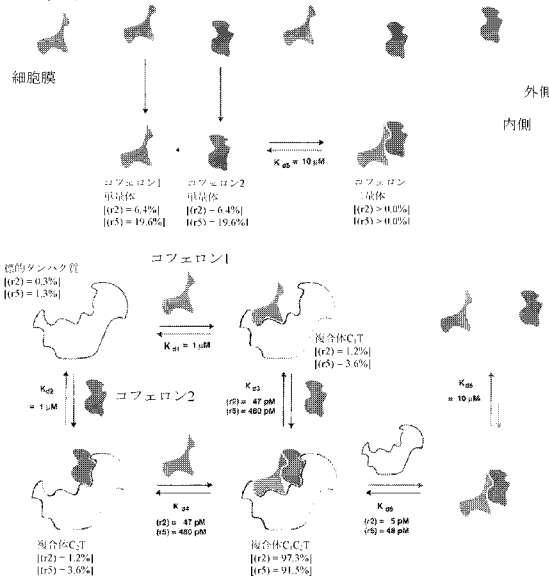 細胞膜
外側
内側
K d5 = 10 μM
コフェロン1
単量体
[(r2) = 6.4%]
[(r5) = 19.6%]
コフェロン2
単量体
[(r2) = 6.4%]
[(r5) = 19.6%]
コフェロン
二量体
[(r2) > 0.0%]
[(r5) > 0.0%]
標的タンパク質
[(r2) = 0.3%]
[(r5) = 1.3%]
コフェロン1
K d1 = 1 μM
複合体C₁T
[(r2) = 1.2%]
[(r5) = 3.6%]
K d2
= 1 μM
コフェロン2
K d3
(r2) = 47 pM
(r5) = 480 pM
K d5
= 10 μM
K d4
(r2) = 47 pM
(r5) = 480 pM
K d6
(r2) = 5 pM
(r5) = 48 pM
複合体C₂T
[(r2) = 1.2%]
[(r5) = 3.6%]
複合体C₁C₂T
[(r2) = 97.3%]
[(r5) = 91.5%]